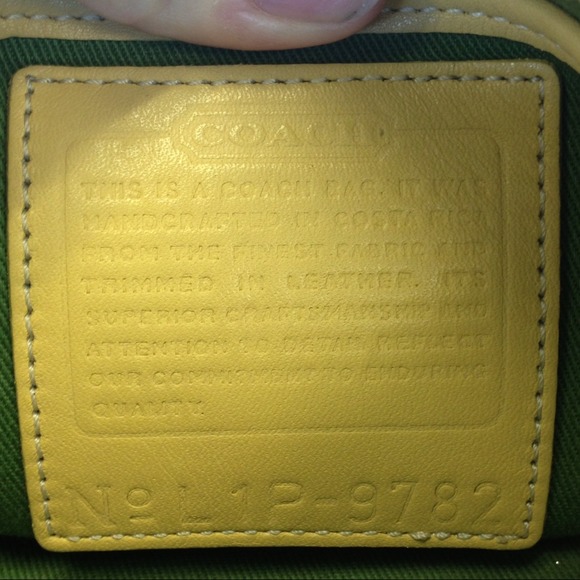 COACH
THIS IS A COACH BAG. IT WAS
HANDCRAFTED IN COSTA RICA
FROM THE FINEST FABRIC AND
TRIMMED IN LEATHER. ITS
SUPERIOR CRAFTSMANSHIP AND
ATTENTION TO DETAIL REFLECT
OUR COMMITMENT TO ENDURING
QUALITY.
No L1P-9782